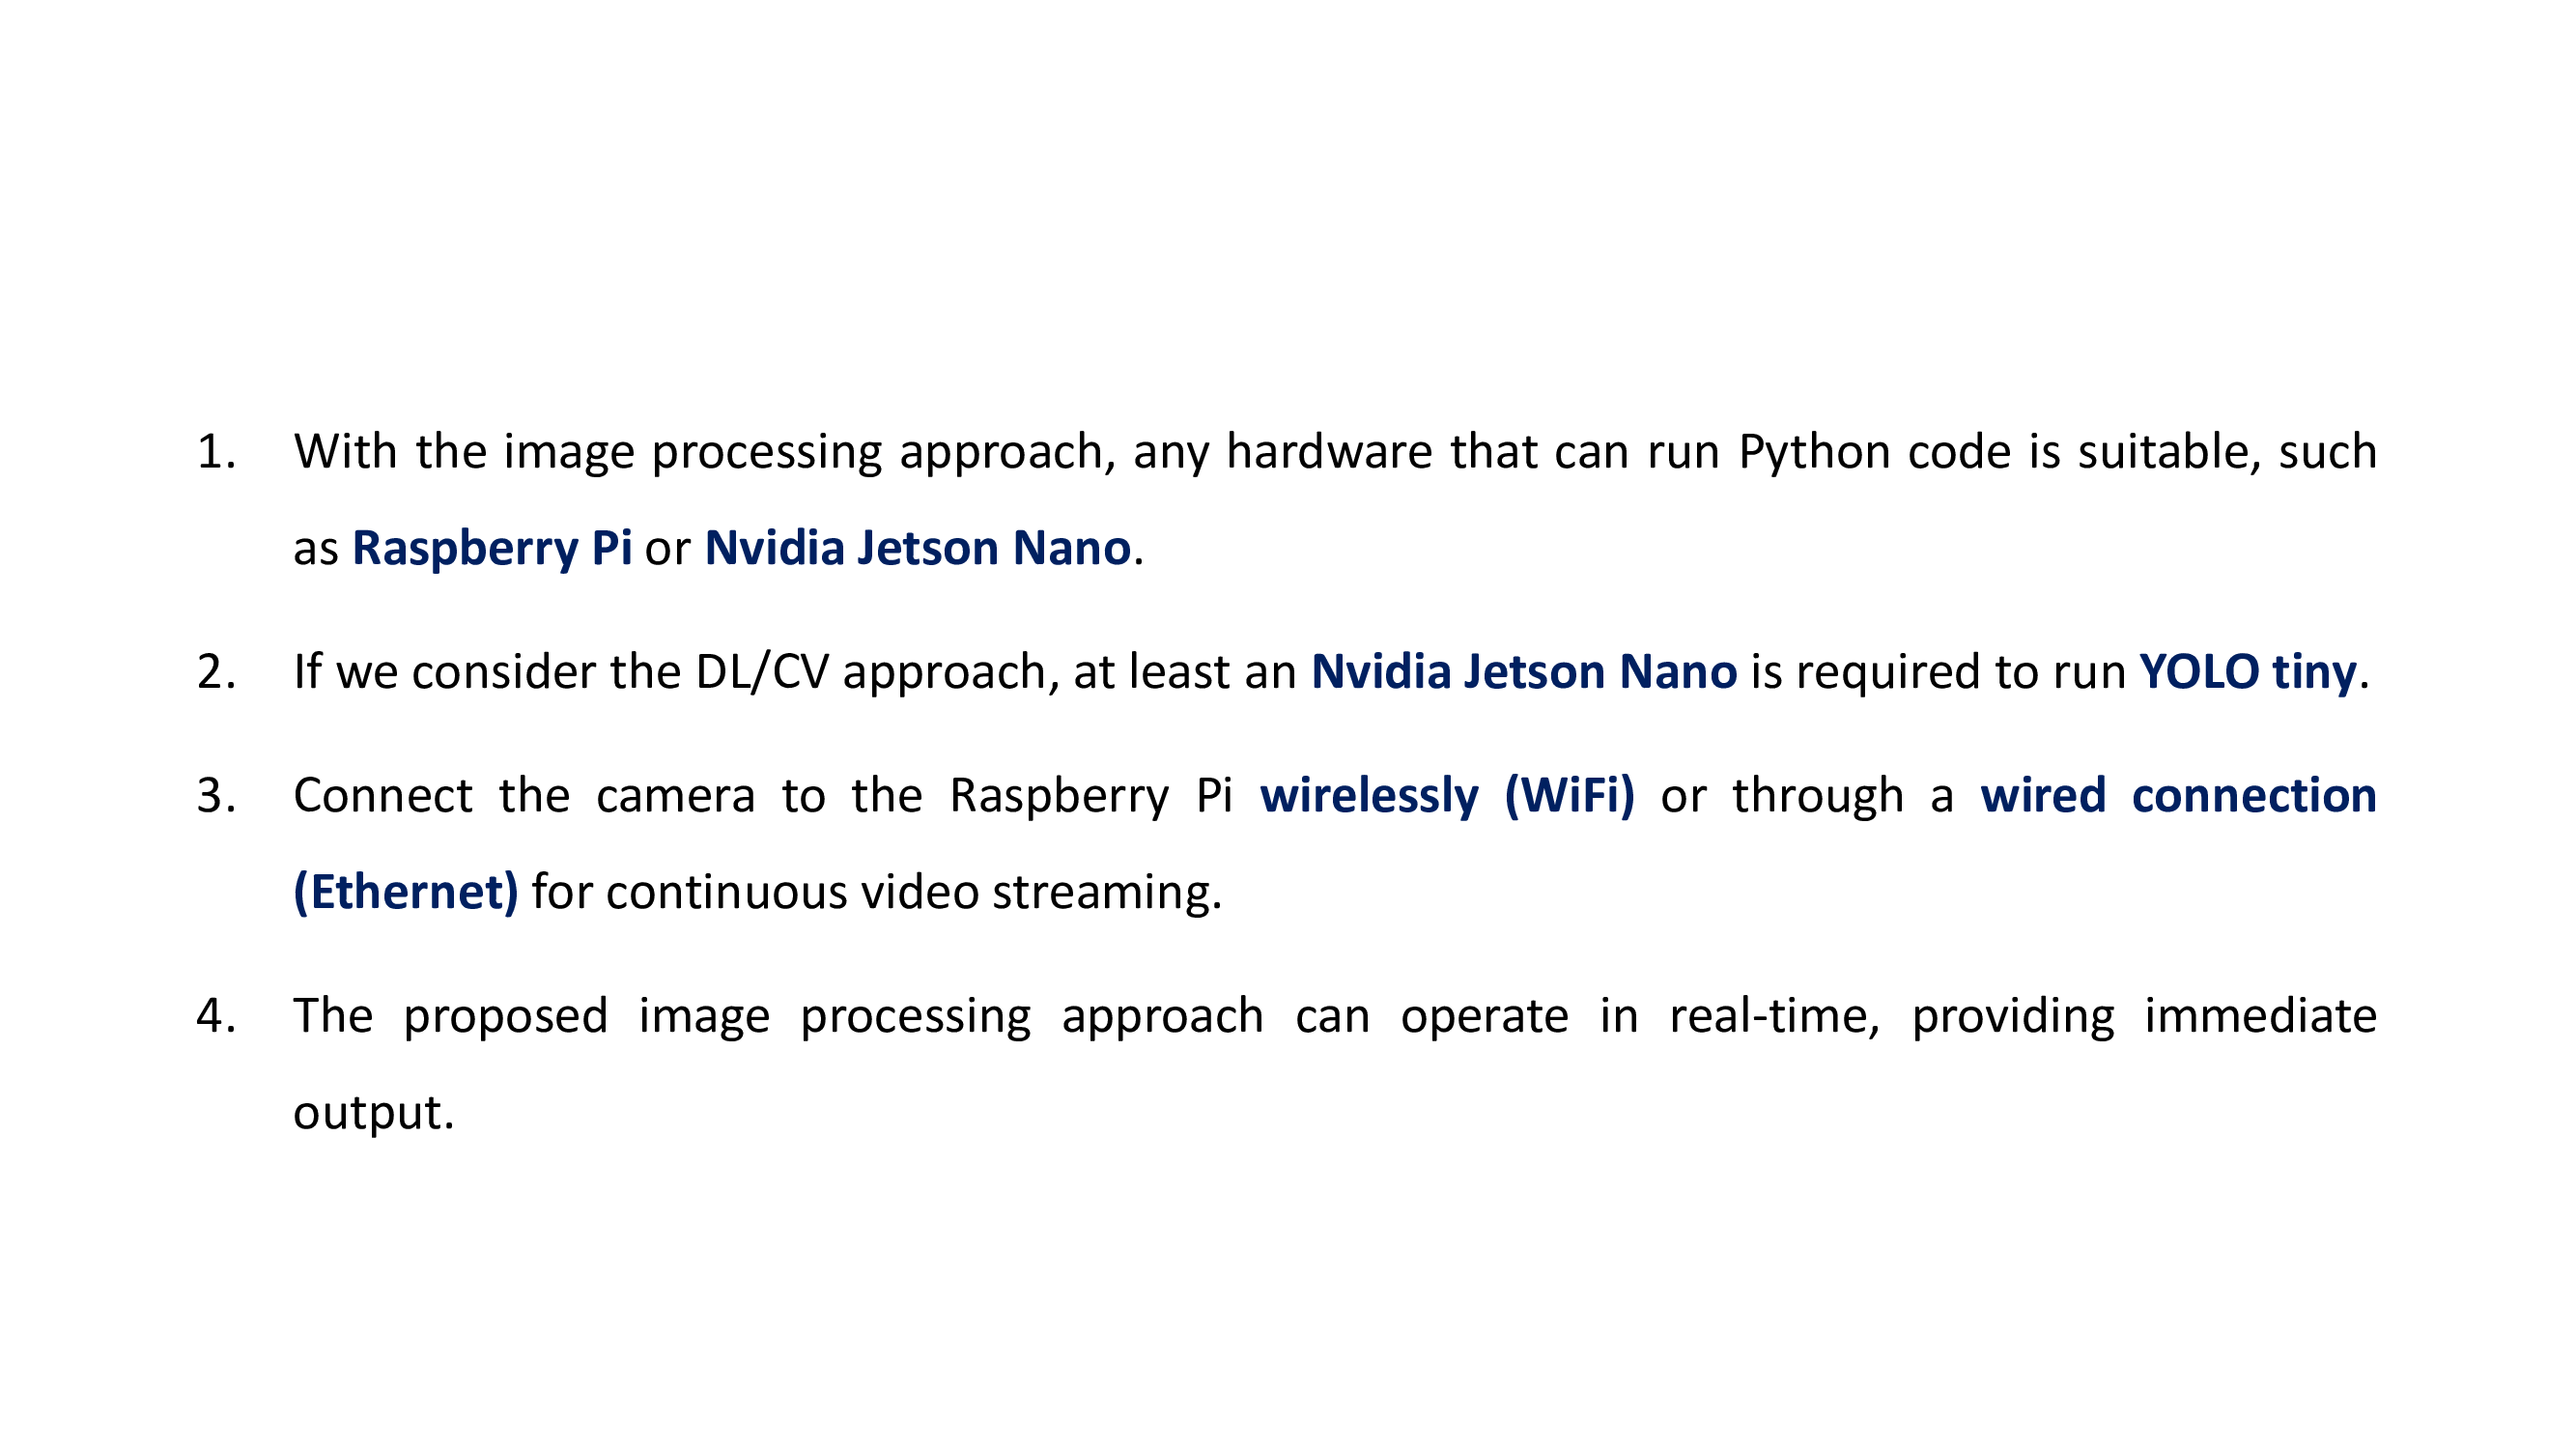 1. With the image processing approach, any hardware that can run Python code is suitable, such
as Raspberry Pi or Nvidia Jetson Nano.
2. If we consider the DL/CV approach, at least an Nvidia Jetson Nano is required to run YOLO tiny.
3. Connect the camera to the Raspberry Pi wirelessly (WiFi) or through a wired connection
(Ethernet) for continuous video streaming.
4. The proposed image processing approach can operate in real-time, providing immediate
output.